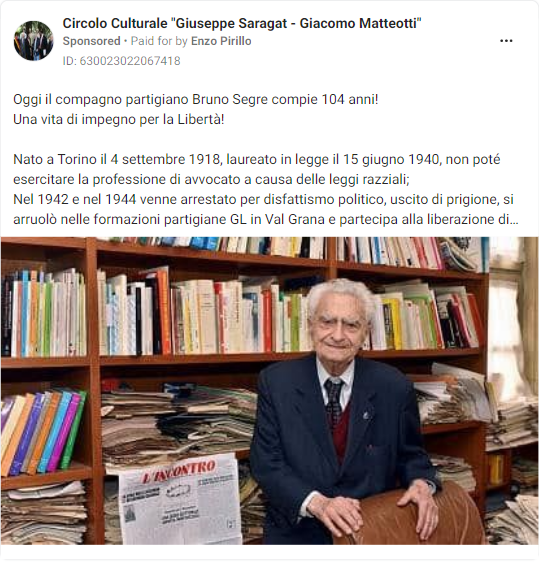 Circolo Culturale "Giuseppe Saragat - Giacomo Matteotti"
Sponsored • Paid for by Enzo Pirillo
ID: 630023022067418
Oggi il compagno partigiano Bruno Segre compie 104 anni!
Una vita di impegno per la Libertà!
Nato a Torino il 4 settembre 1918, laureato in legge il 15 giugno 1940, non poté
esercitare la professione di avvocato a causa delle leggi razziali;
Nel 1942 e nel 1944 venne arrestato per disfattismo politico, uscito di prigione, si
arruolò nelle formazioni partigiane GL in Val Grana e partecipa alla liberazione di…
L'INCONTRO